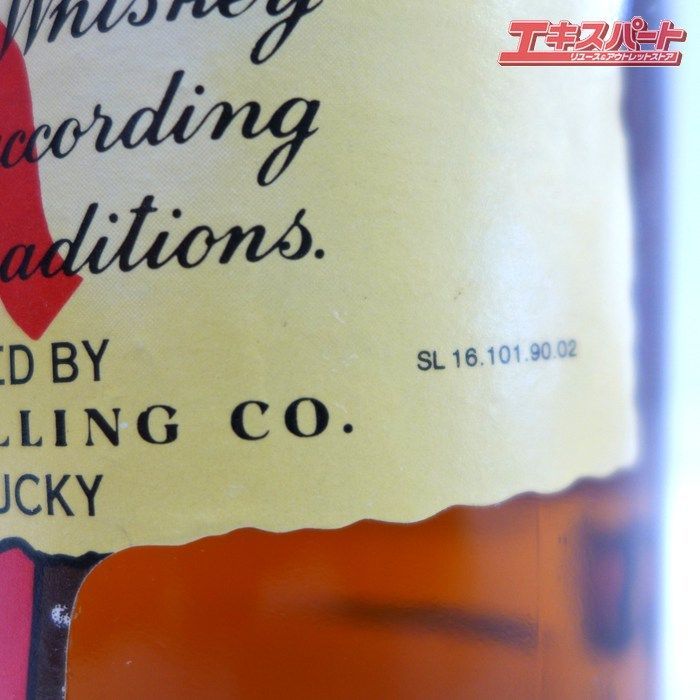 エキスパート
リユース&アウトレットストア
Whiskey
according
aditions.
ED BY
SL 16.101.90.02
LLING CO.
UCKY